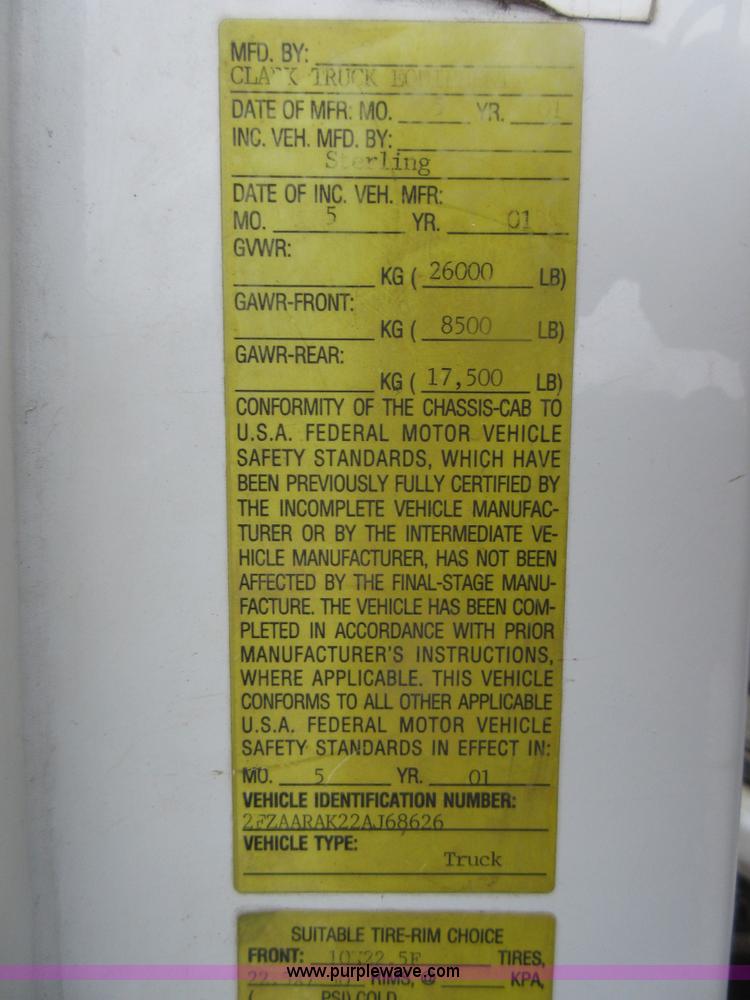 MFD. BY:
CLARK TRUCK
DATE OF MFR: MO. 5 YR. 01
INC. VEH. MFD. BY:
Sterling
DATE OF INC. VEH. MFR:
MO. 5 YR. 01
GVWR:
KG ( 26000 LB)
GAWR-FRONT:
KG ( 8500 LB)
GAWR-REAR:
KG ( 17,500 LB)
CONFORMITY OF THE CHASSIS-CAB TO
U.S.A. FEDERAL MOTOR VEHICLE
SAFETY STANDARDS, WHICH HAVE
BEEN PREVIOUSLY FULLY CERTIFIED BY
THE INCOMPLETE VEHICLE MANUFAC-
TURER OR BY THE INTERMEDIATE VE-
HICLE MANUFACTURER, HAS NOT BEEN
AFFECTED BY THE FINAL-STAGE MANU-
FACTURE. THE VEHICLE HAS BEEN COM-
PLETED IN ACCORDANCE WITH PRIOR
MANUFACTURER'S INSTRUCTIONS,
WHERE APPLICABLE. THIS VEHICLE
CONFORMS TO ALL OTHER APPLICABLE
U.S.A. FEDERAL MOTOR VEHICLE
SAFETY STANDARDS IN EFFECT IN:
MO. 5 YR. 01
VEHICLE IDENTIFICATION NUMBER:
2FZAARAK22AJ68626
VEHICLE TYPE:
Truck
SUITABLE TIRE-RIM CHOICE
FRONT: TIRES,
RIMS, @ KPA,
www.purplewave.com
( PSI) COLD